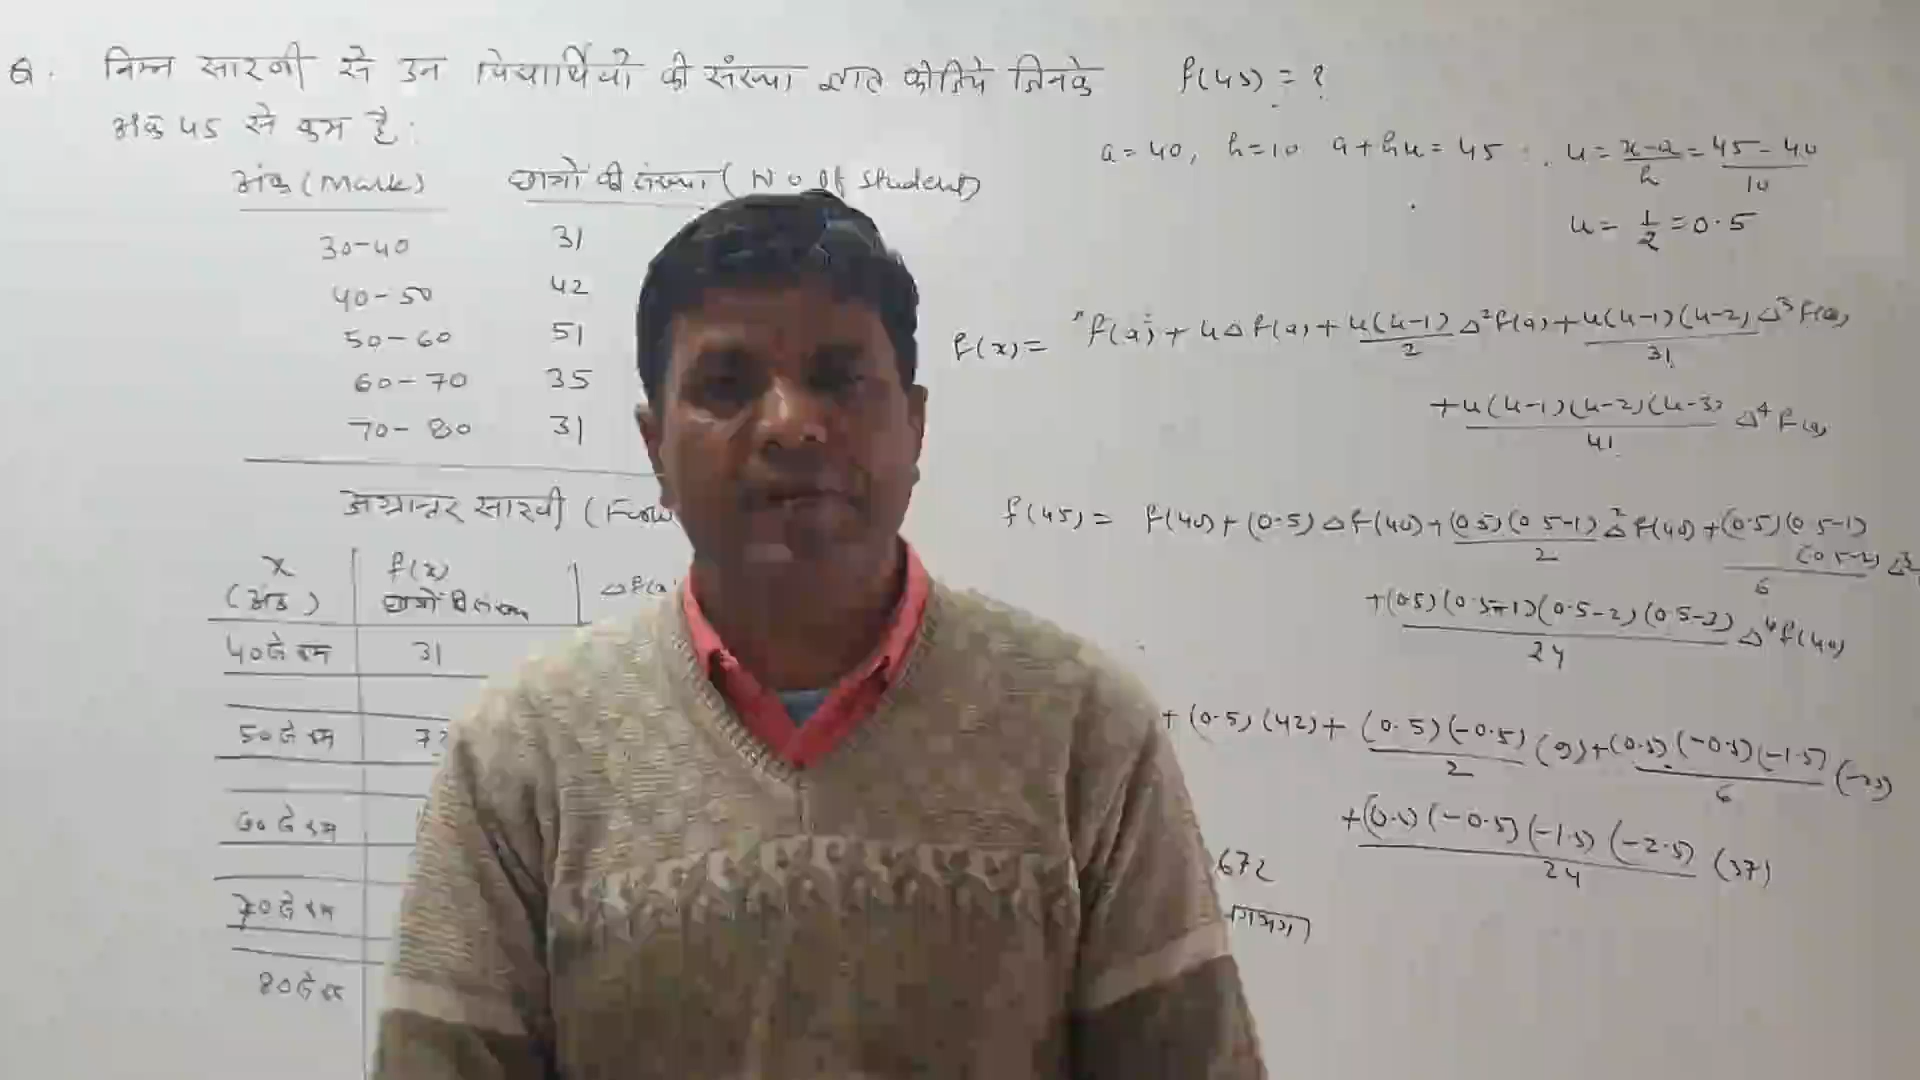 Q. निम्न सारणी से उन विद्यार्थियों की संख्या ज्ञात कीजिये जिनके
अंक 45 से कम है:
अंक (Mark) छात्रों की संख्या (No of Student)
30-40 31
40-50 42
50-60 51
60-70 35
70-80 31
अग्रान्तर सारणी (Forw
x f(x) Δf(x
(अंक)
40 से कम 31
50 से कम 73
60 से कम
70 से कम
80 से कम
f(45) = ?
a = 40, h = 10 a + hu = 45 ∴ u = (x-a)/h = (45-40)/10
u = 1/2 = 0.5
f(x) = f(a) + uΔf(a) + u(u-1)/2 Δ²f(a) + u(u-1)(u-2)/3! Δ³f(a)
+ u(u-1)(u-2)(u-3)/4! Δ⁴f(a)
f(45) = f(40) + (0.5)Δf(40) + (0.5)(0.5-1)/2 Δ²f(40) + (0.5)(0.5-1)(0.5-2)/6 Δ³
+ (0.5)(0.5-1)(0.5-2)(0.5-3)/24 Δ⁴f(40)
+ (0.5)(42) + (0.5)(-0.5)/2 (9) + (0.5)(-0.5)(-1.5)/6 (-25)
+ (0.5)(-0.5)(-1.5)(-2.5)/24 (37)
672